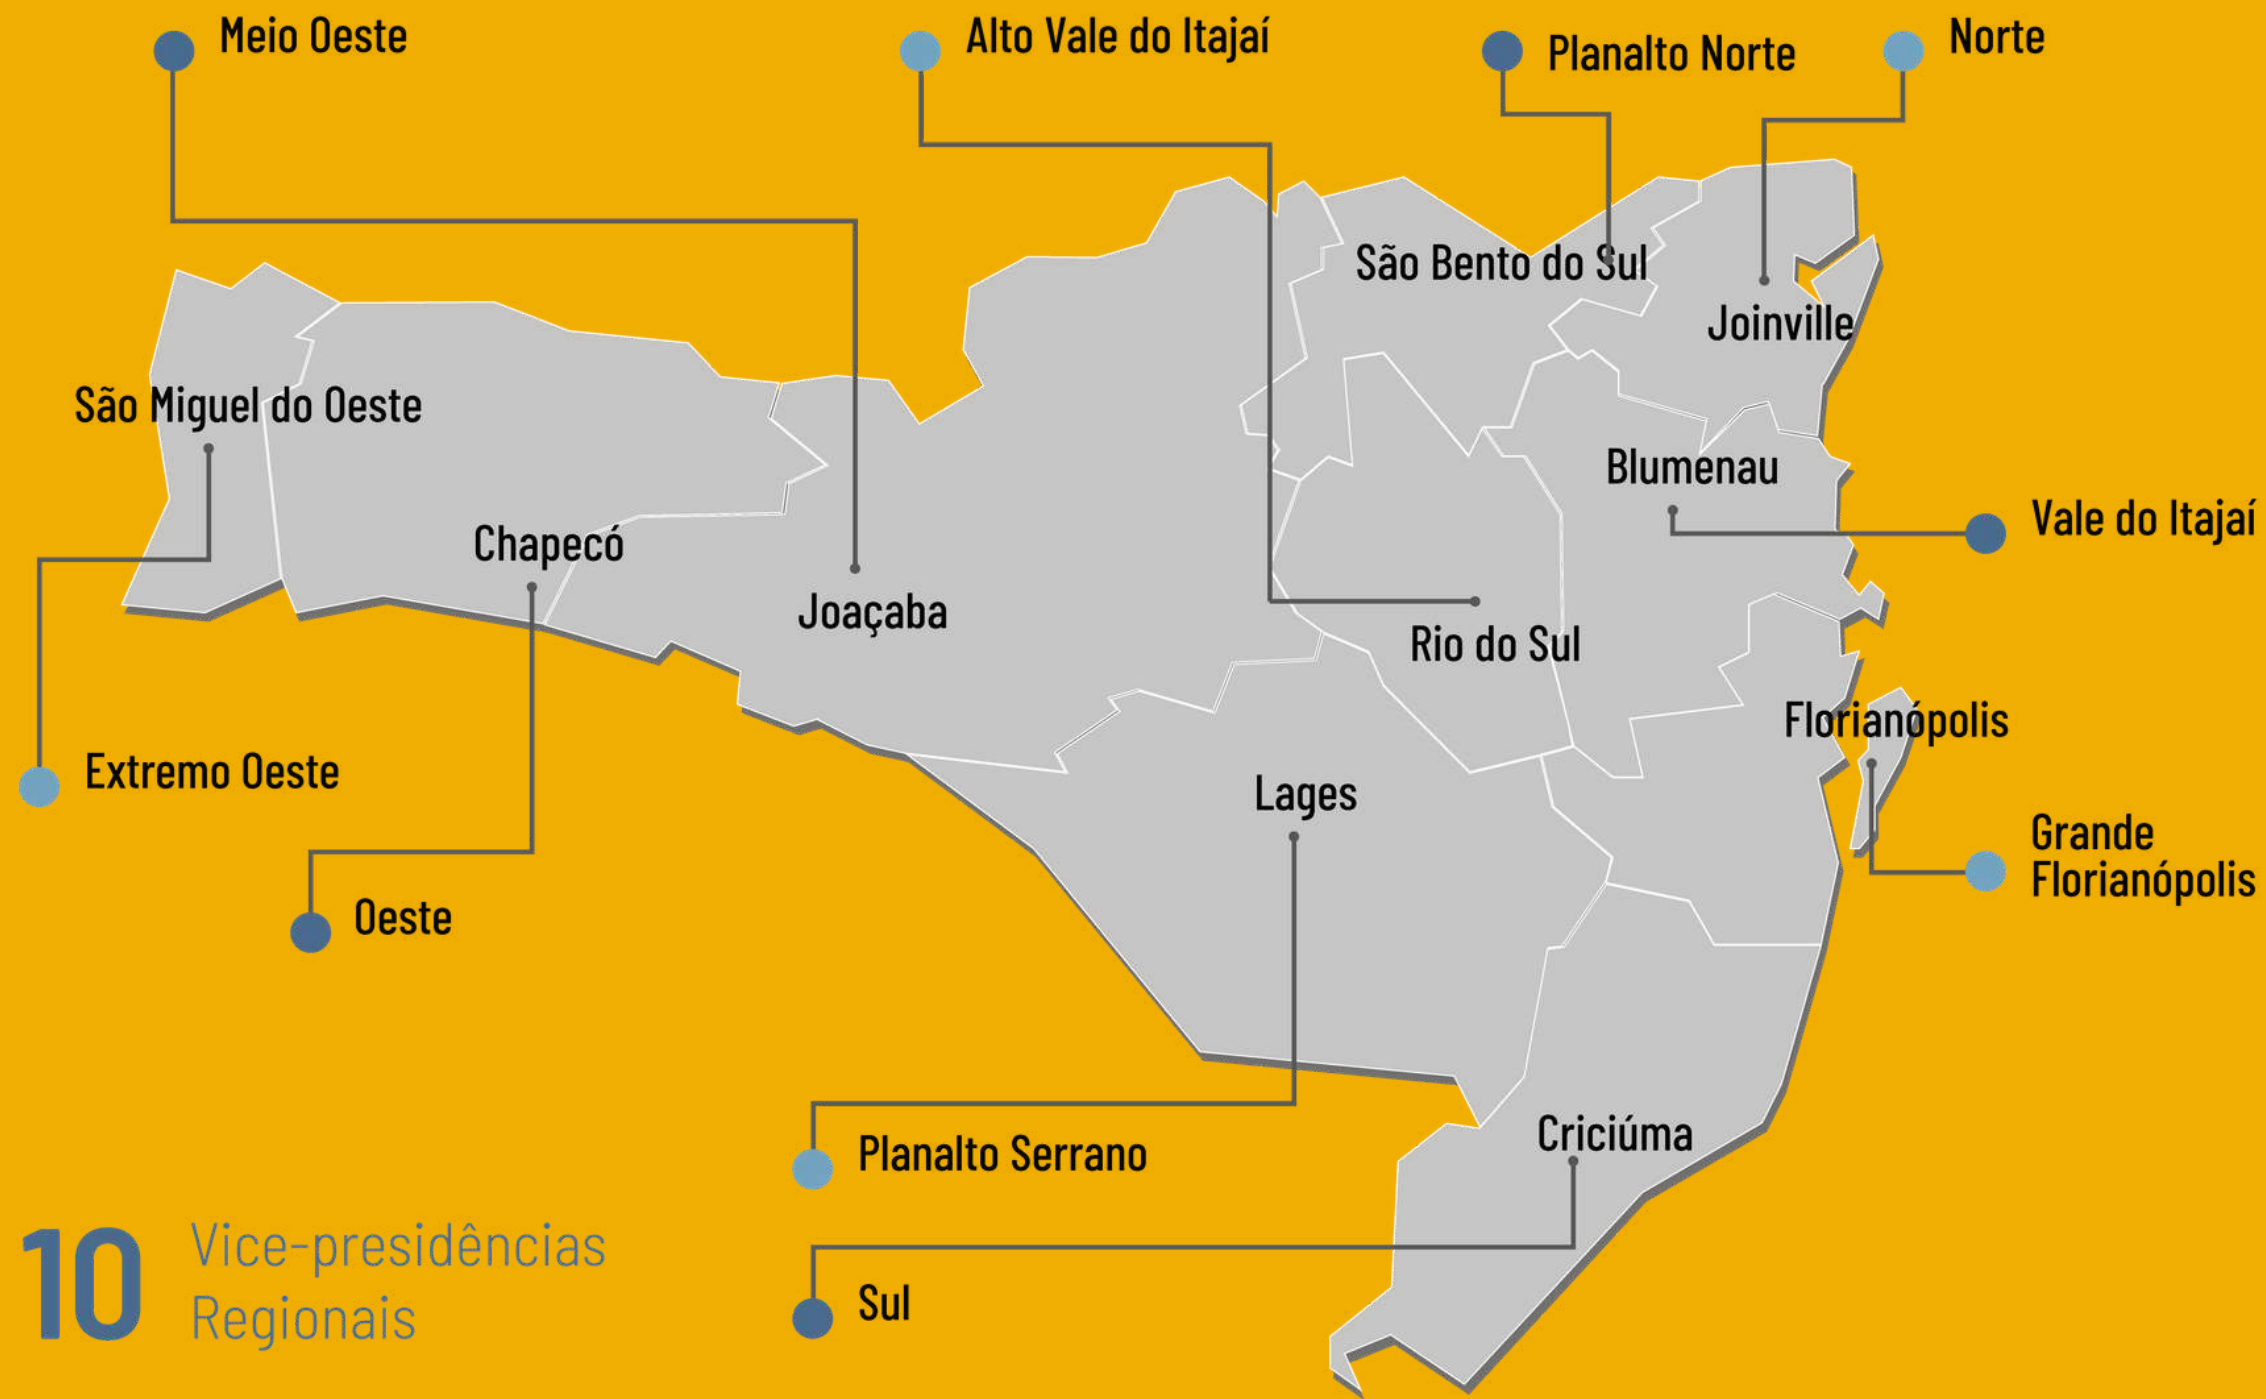 Meio Oeste
Alto Vale do Itajaí
Planalto Norte
Norte
São Bento do Sul
Joinville
São Miguel do Oeste
Blumenau
Vale do Itajaí
Chapecó
Joaçaba
Rio do Sul
Florianópolis
Extremo Oeste
Lages
Grande
Florianópolis
Oeste
Criciúma
Planalto Serrano
10
Vice-presidências
Regionais
Sul